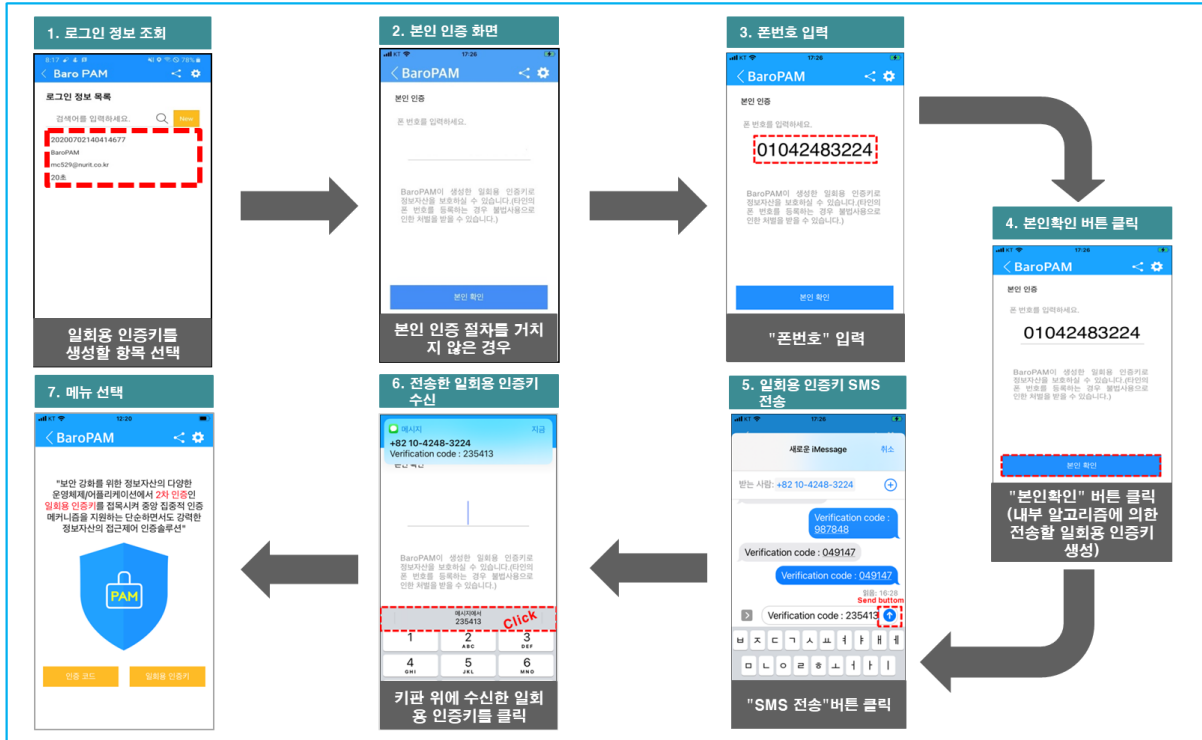 1. 로그인 정보 조회
8:17
78%
< Baro PAM
로그인 정보 목록
검색어를 입력하세요.
New
20200702140414677
BaroPAM
mc529@nurit.co.kr
20초
일회용 인증키를
생성할 항목 선택
2. 본인 인증 화면
KT
17:26
< BaroPAM
본인 인증
폰 번호를 입력하세요.
BaroPAM이 생성한 일회용 인증키로
정보자산을 보호하실 수 있습니다.(타인의
폰 번호를 등록하는 경우 불법사용으로
인한 처벌을 받을 수 있습니다.)
본인 확인
본인 인증 절차를 거치
지 않은 경우
3. 폰번호 입력
KT
17:26
< BaroPAM
본인 인증
폰 번호를 입력하세요.
01042483224
BaroPAM이 생성한 일회용 인증키로
정보자산을 보호하실 수 있습니다.(타인의
폰 번호를 등록하는 경우 불법사용으로
인한 처벌을 받을 수 있습니다.)
본인 확인
"폰번호" 입력
4. 본인확인 버튼 클릭
KT
17:26
< BaroPAM
본인 인증
폰 번호를 입력하세요.
01042483224
BaroPAM이 생성한 일회용 인증키로
정보자산을 보호하실 수 있습니다.(타인의
폰 번호를 등록하는 경우 불법사용으로
인한 처벌을 받을 수 있습니다.)
본인 확인
"본인확인" 버튼 클릭
(내부 알고리즘에 의한
전송할 일회용 인증키
생성)
5. 일회용 인증키 SMS
전송
KT
17:26
새로운 iMessage
취소
받는 사람: +82 10-4248-3224
Verification code :
987848
Verification code : 049147
Verification code : 049147
읽음: 16:28
Send buttom
Verification code : 235413
ㅂ ㅈ ㄷ ㄱ ㅅ ㅛ ㅕ ㅑ ㅐ ㅔ
ㅁ ㄴ ㅇ ㄹ ㅎ ㅗ ㅓ ㅏ ㅣ
"SMS 전송"버튼 클릭
6. 전송한 일회용 인증키
수신
메시지
지금
+82 10-4248-3224
Verification code : 235413
BaroPAM이 생성한 일회용 인증키로
정보자산을 보호하실 수 있습니다.(타인의
폰 번호를 등록하는 경우 불법사용으로
인한 처벌을 받을 수 있습니다.)
메시지에서
235413
Click
1 2 3
ABC DEF
4 5 6
GHI JKL MNO
키판 위에 수신한 일회
용 인증키를 클릭
7. 메뉴 선택
KT
12:20
< BaroPAM
"보안 강화를 위한 정보자산의 다양한
운영체제/어플리케이션에서 2차 인증인
일회용 인증키를 접목시켜 중앙 집중적 인증
메커니즘을 지원하는 단순하면서도 강력한
정보자산의 접근제어 인증솔루션"
PAM
인증 코드
일회용 인증키